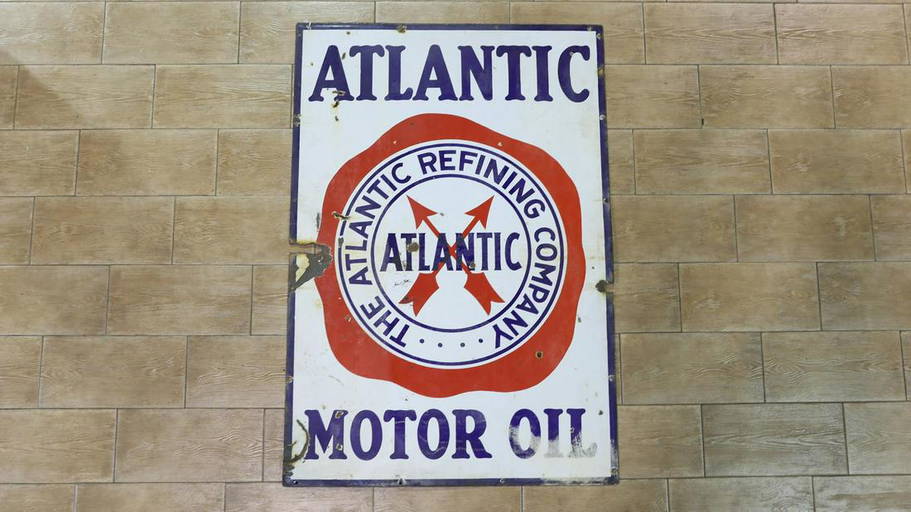 ATLANTIC
THE ATLANTIC REFINING COMPANY
ATLANTIC
MOTOR OIL